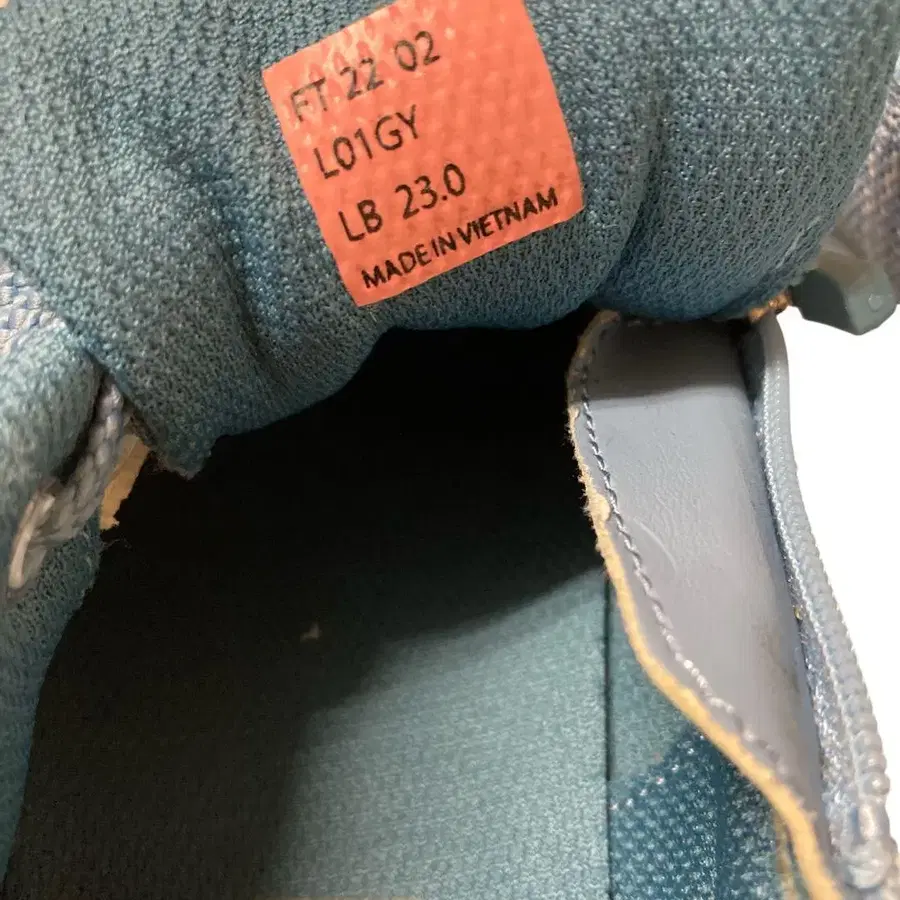 FT 22 02
L01GY
LB 23.0
MADE IN VIETNAM